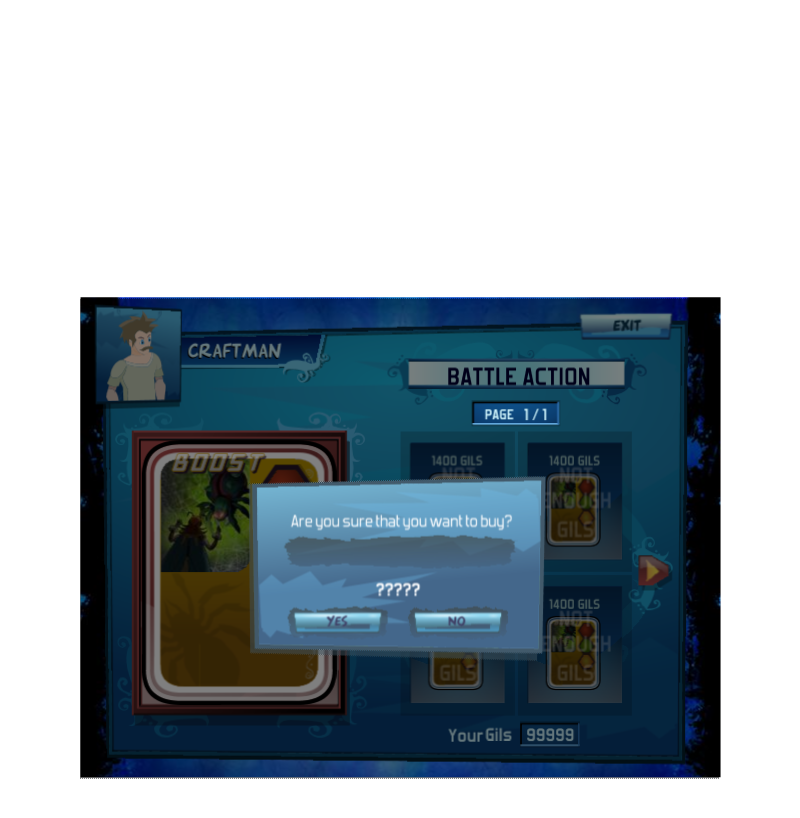 EXIT
CRAFTMAN
BATTLE ACTION
PAGE 1/1
BOOST
1400 GILS
NOT
1400 GILS
NOT
ENOUGH
GILS
Are you sure that you want to buy?
?????
YES
NO
1400 GILS
NOT
ENOUGH
GILS
GILS
Your Gils 99999